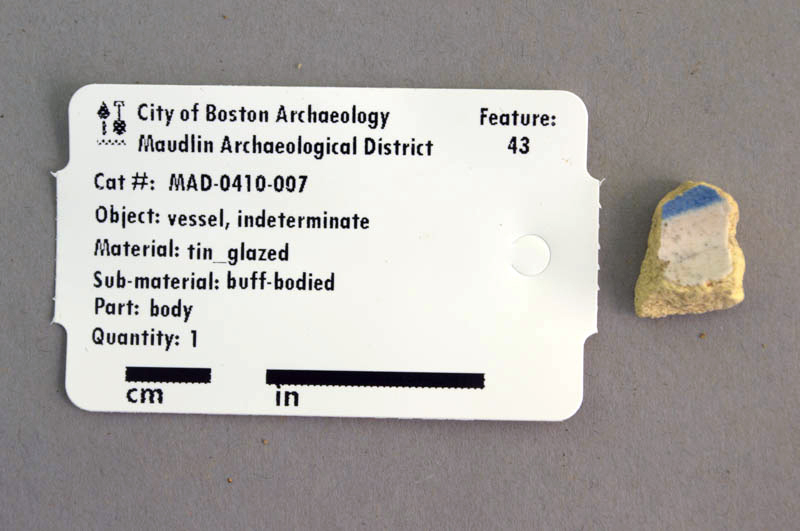 City of Boston Archaeology
Maudlin Archaeological District
Feature:
43
Cat #: MAD-0410-007
Object: vessel, indeterminate
Material: tin_glazed
Sub-material: buff-bodied
Part: body
Quantity: 1
cm in